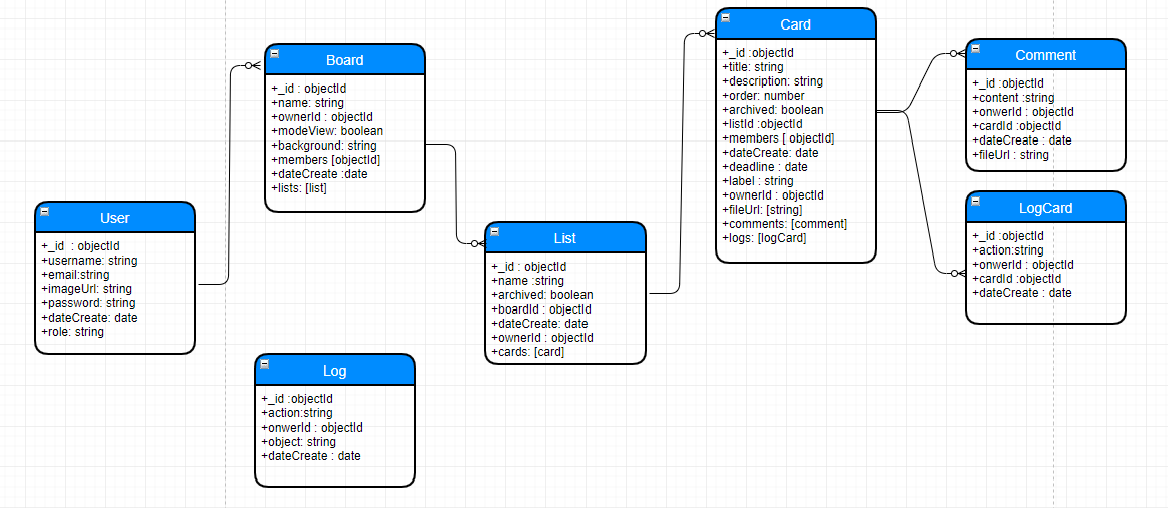 User
+_id : objectId
+username: string
+email:string
+imageUrl: string
+password: string
+dateCreate: date
+role: string
Board
+_id : objectId
+name: string
+ownerId : objectId
+modeView: boolean
+background: string
+members [objectId]
+dateCreate :date
+lists: [list]
Log
+_id :objectId
+action:string
+onwerId : objectId
+object: string
+dateCreate : date
List
+_id : objectId
+name :string
+archived: boolean
+boardId : objectId
+dateCreate: date
+ownerId : objectId
+cards: [card]
Card
+_id :objectId
+title: string
+description: string
+order: number
+archived: boolean
+listId :objectId
+members [ objectId]
+dateCreate: date
+deadline : date
+label : string
+ownerId : objectId
+fileUrl: [string]
+comments: [comment]
+logs: [logCard]
Comment
+_id :objectId
+content :string
+onwerId : objectId
+cardId :objectId
+dateCreate : date
+fileUrl : string
LogCard
+_id :objectId
+action:string
+onwerId : objectId
+cardId :objectId
+dateCreate : date